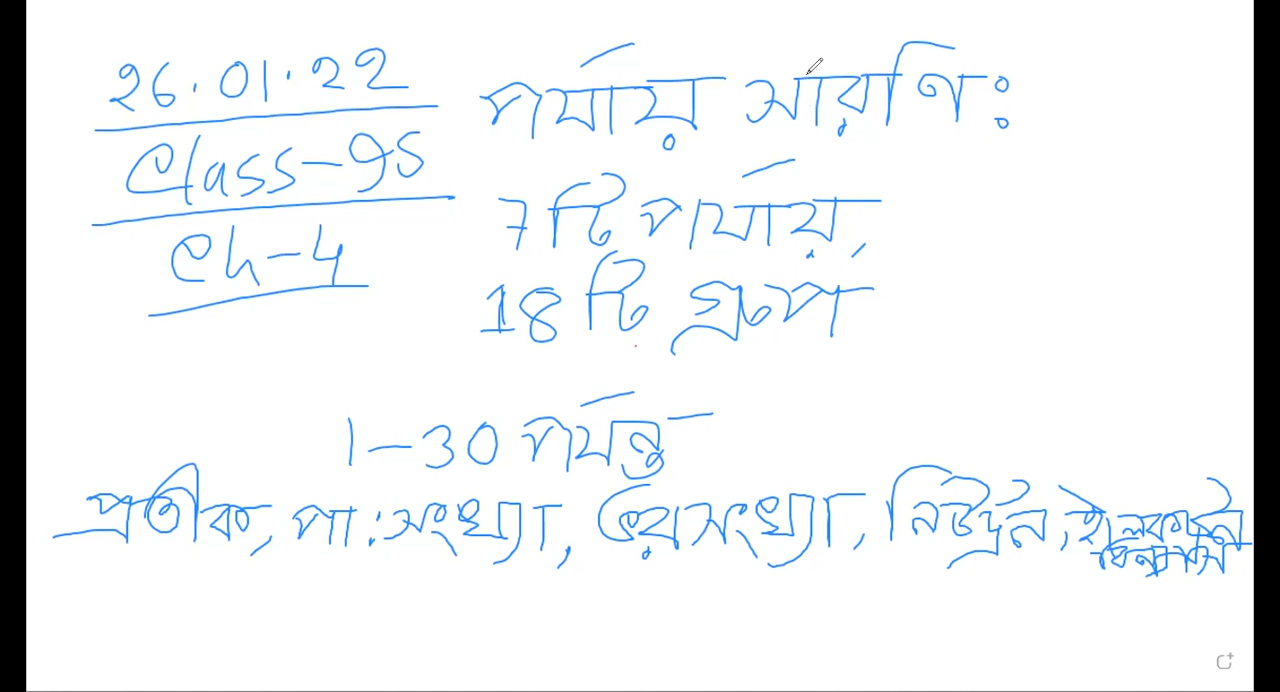 26.01.22
Class-9S
Ch-4
পর্যায় সারণিঃ
7টি পর্যায়,
18টি গ্রুপ
1-30 পর্যন্ত
প্রতীক, পা:সংখ্যা, ভরসংখ্যা, নিউট্রন, ইলেকট্রন
বিন্যাস